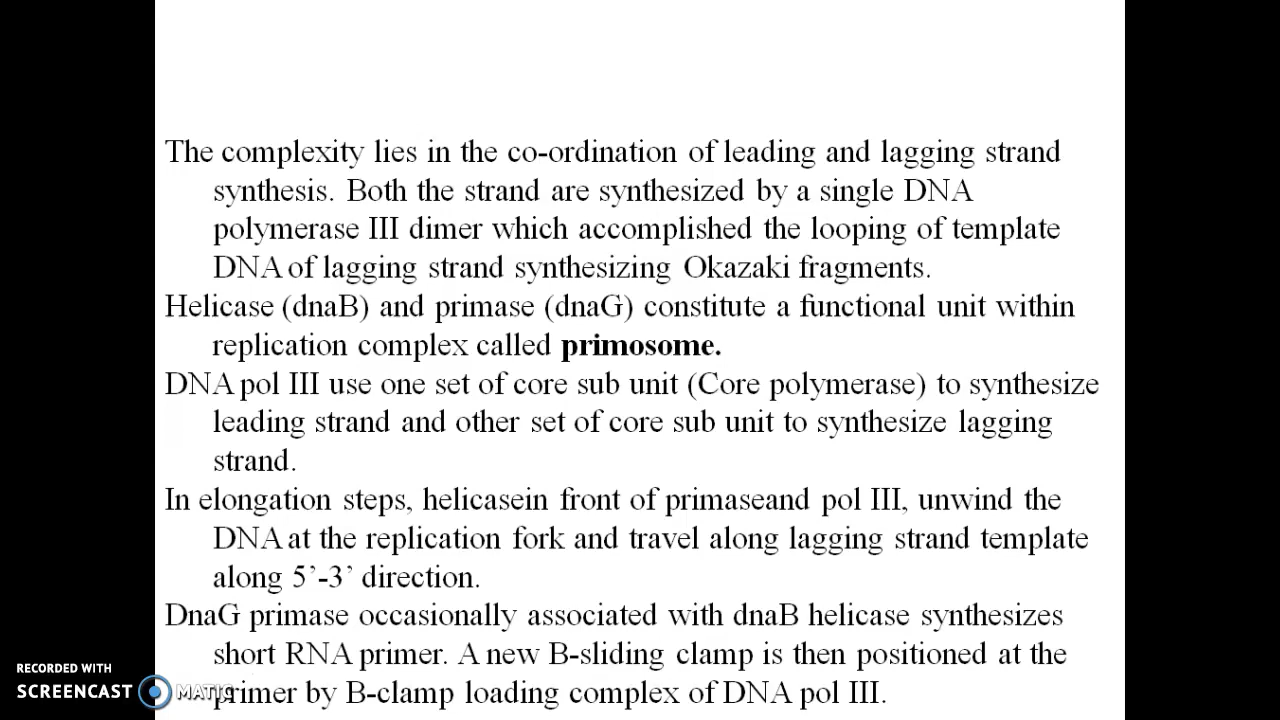 The complexity lies in the co-ordination of leading and lagging strand
synthesis. Both the strand are synthesized by a single DNA
polymerase III dimer which accomplished the looping of template
DNA of lagging strand synthesizing Okazaki fragments.
Helicase (dnaB) and primase (dnaG) constitute a functional unit within
replication complex called primosome.
DNA pol III use one set of core sub unit (Core polymerase) to synthesize
leading strand and other set of core sub unit to synthesize lagging
strand.
In elongation steps, helicasein front of primaseand pol III, unwind the
DNA at the replication fork and travel along lagging strand template
along 5’-3’ direction.
DnaG primase occasionally associated with dnaB helicase synthesizes
short RNA primer. A new B-sliding clamp is then positioned at the
primer by B-clamp loading complex of DNA pol III.
RECORDED WITH
SCREENCAST MATIC